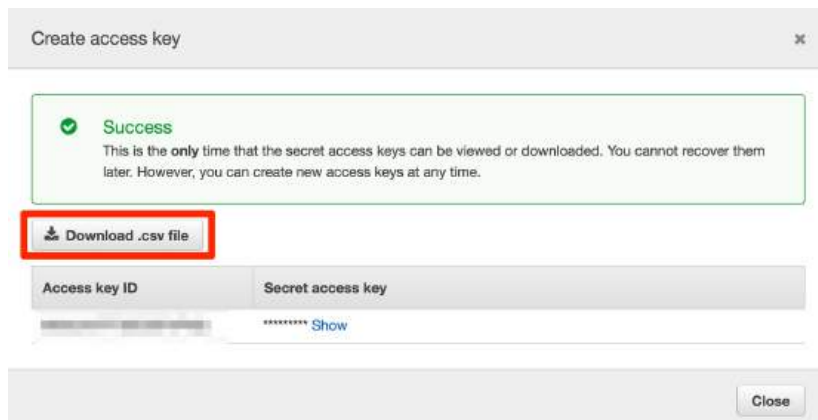 Create access key
Success
This is the only time that the secret access keys can be viewed or downloaded. You cannot recover them
later. However, you can create new access keys at any time.
Download .csv file
Access key ID Secret access key
********* Show
Close